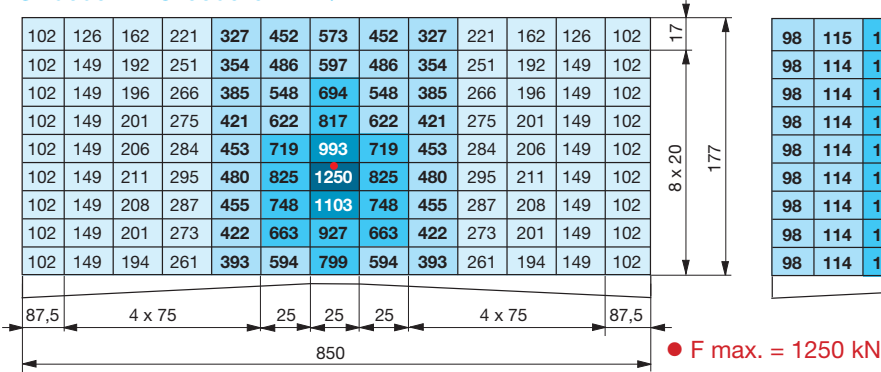 102 126 162 221 327 452 573 452 327 221 162 126 102 17 98 115
102 149 192 251 354 486 597 486 354 251 192 149 102 98 114
102 149 196 266 385 548 694 548 385 266 196 149 102 98 114
102 149 201 275 421 622 817 622 421 275 201 149 102 98 114
102 149 206 284 453 719 993 719 453 284 206 149 102 8 x 20 177 98 114
102 149 211 295 480 825 1250 825 480 295 211 149 102 98 114
102 149 208 287 455 748 1103 748 455 287 208 149 102 98 114
102 149 201 273 422 663 927 663 422 273 201 149 102 98 114
102 149 194 261 393 594 799 594 393 261 194 149 102 98 114
87,5 4 x 75 25 25 25 4 x 75 87,5
850
F max. = 1250 kN